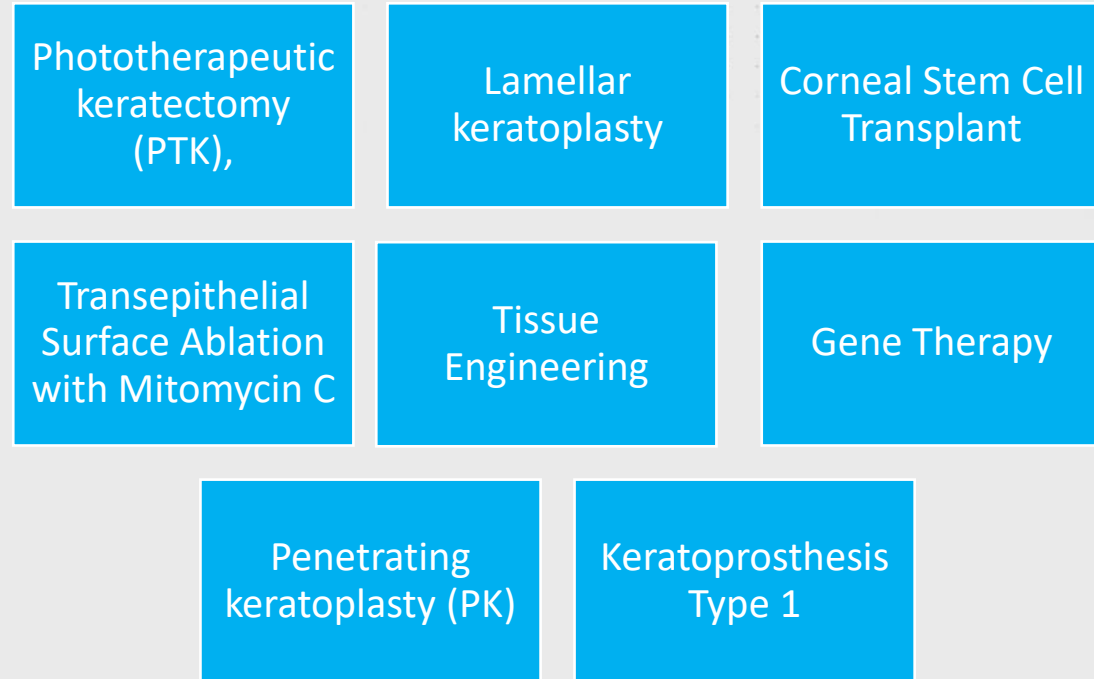 Phototherapeutic
keratectomy
(PTK),
Lamellar
keratoplasty
Corneal Stem Cell
Transplant
Transepithelial
Surface Ablation
with Mitomycin C
Tissue
Engineering
Gene Therapy
Penetrating
keratoplasty (PK)
Keratoprosthesis
Type 1